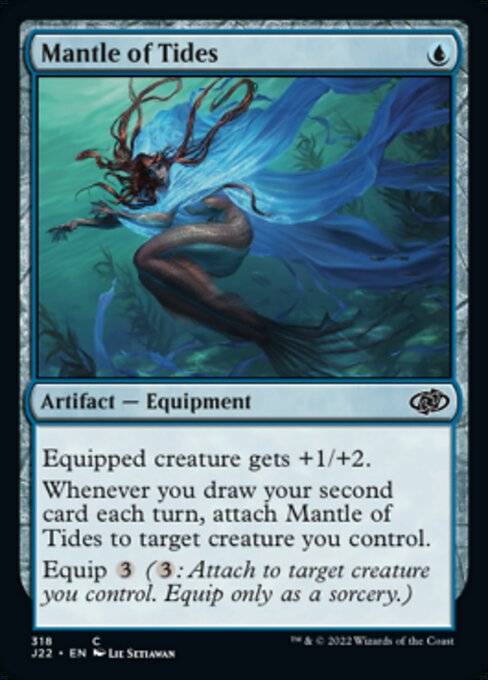 Mantle of Tides
Artifact — Equipment
Equipped creature gets +1/+2.
Whenever you draw your second
card each turn, attach Mantle of
Tides to target creature you control.
Equip 3 (3: Attach to target creature
you control. Equip only as a sorcery.)
318 C
J22 • EN Lie Setiawan
™ & © 2022 Wizards of the Coast